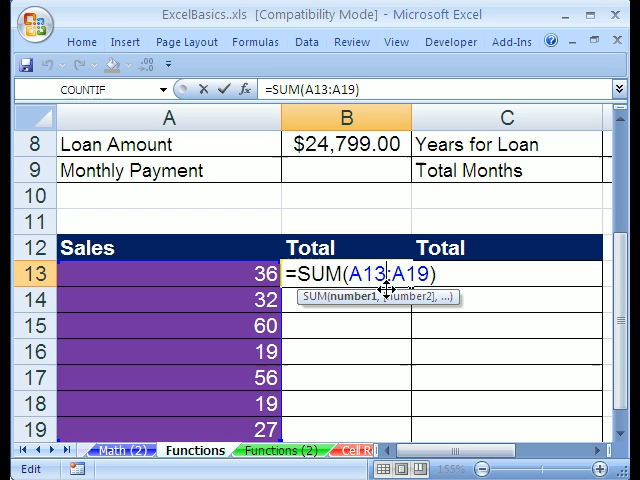 ExcelBasics..xls [Compatibility Mode] - Microsoft Excel
Home Insert Page Layout Formulas Data Review View Developer Add-Ins
COUNTIF =SUM(A13:A19)
A B C
8 Loan Amount $24,799.00 Years for Loan
9 Monthly Payment Total Months
10
11
12 Sales Total Total
13 36 =SUM(A13:A19)
14 32 SUM(number1, [number2], ...)
15 60
16 19
17 56
18 19
19 27
Math (2) Functions Functions (2)
Edit 155%